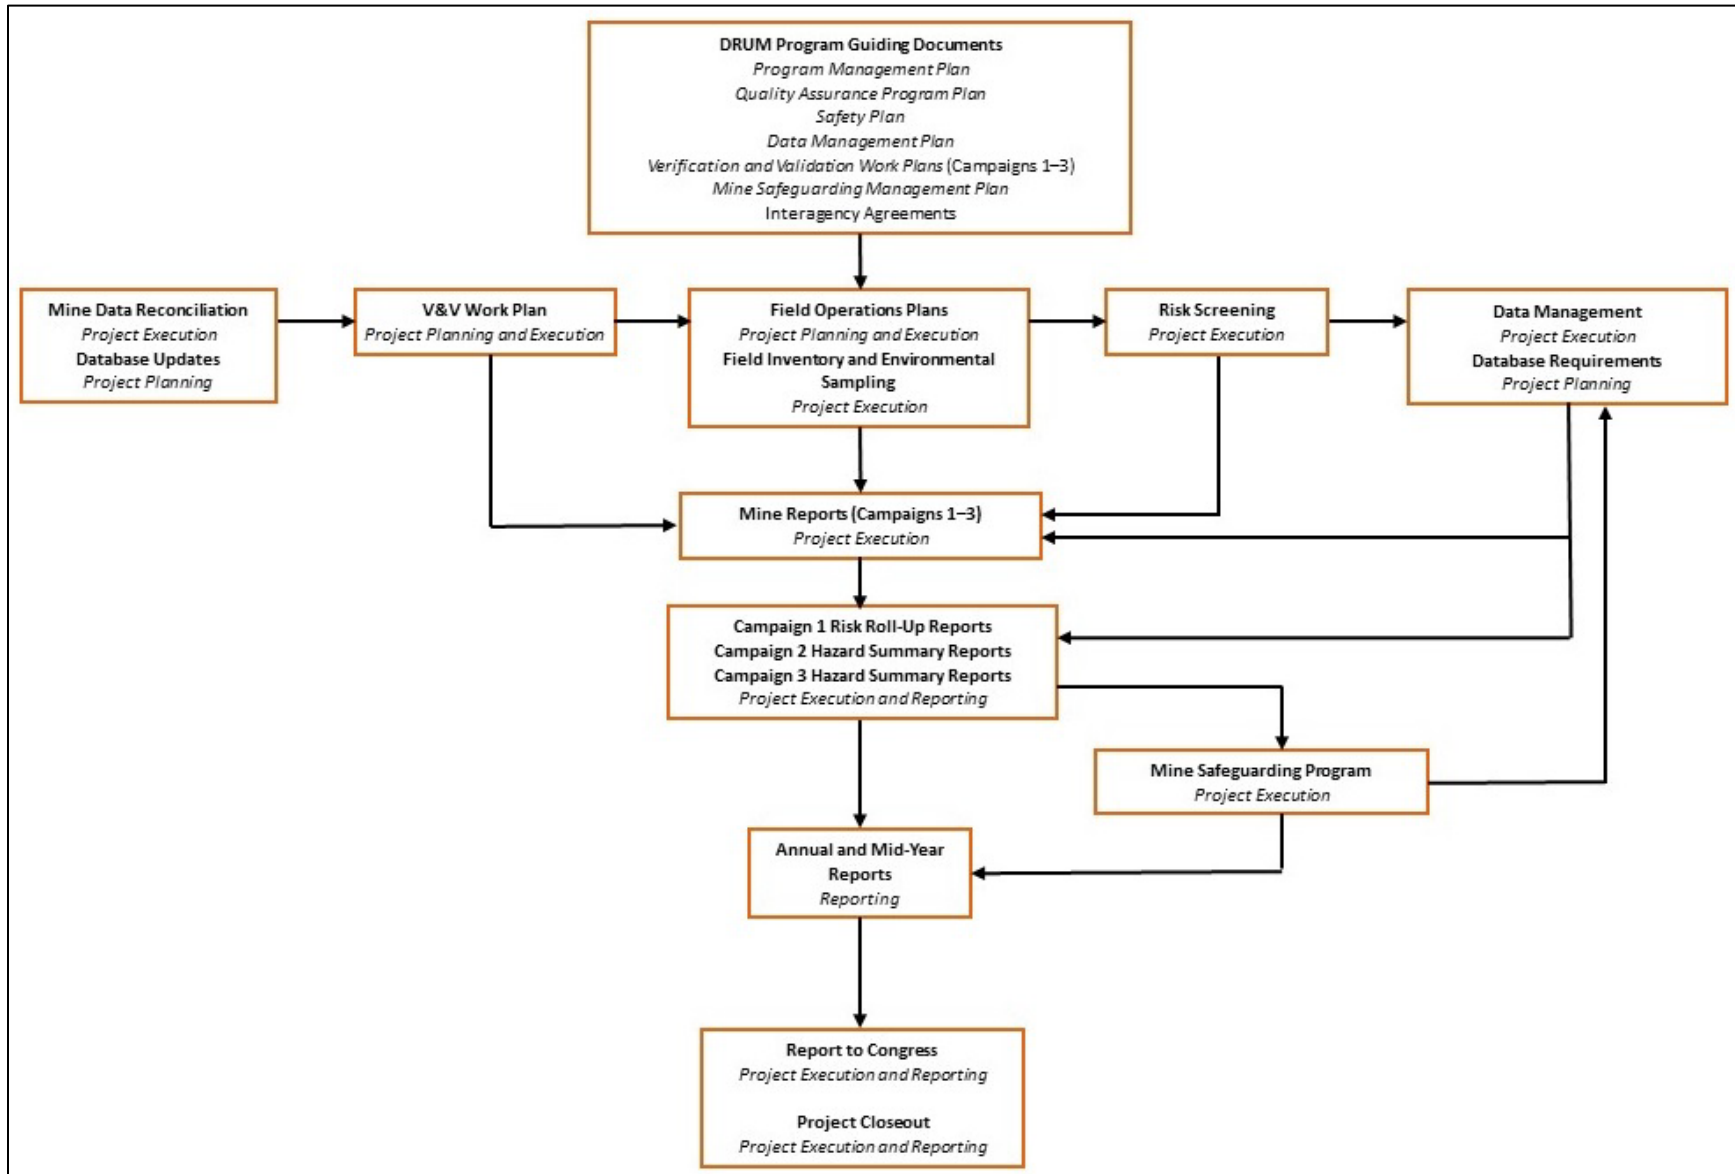 DRUM Program Guiding Documents
Program Management Plan
Quality Assurance Program Plan
Safety Plan
Data Management Plan
Verification and Validation Work Plans (Campaigns 1–3)
Mine Safeguarding Management Plan
Interagency Agreements
Mine Data Reconciliation
Project Execution
Database Updates
Project Planning
V&V Work Plan
Project Planning and Execution
Field Operations Plans
Project Planning and Execution
Field Inventory and Environmental
Sampling
Project Execution
Risk Screening
Project Execution
Data Management
Project Execution
Database Requirements
Project Planning
Mine Reports (Campaigns 1–3)
Project Execution
Campaign 1 Risk Roll-Up Reports
Campaign 2 Hazard Summary Reports
Campaign 3 Hazard Summary Reports
Project Execution and Reporting
Mine Safeguarding Program
Project Execution
Annual and Mid-Year
Reports
Reporting
Report to Congress
Project Execution and Reporting
Project Closeout
Project Execution and Reporting